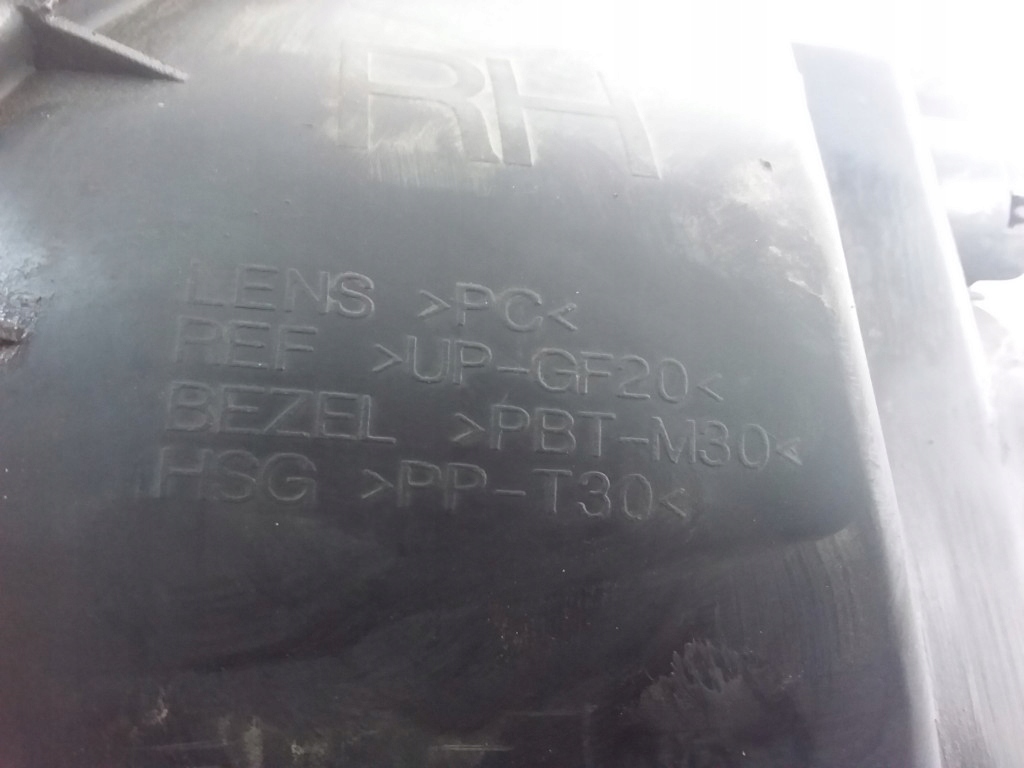 RH
LENS >PC<
REF >UP-GF20<
BEZEL >PBT-M30<
HSG >PP-T30<